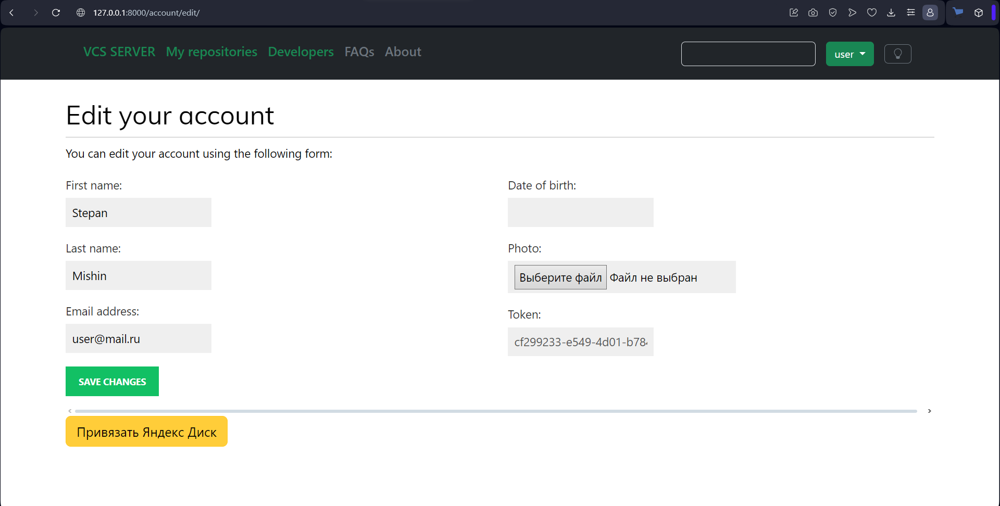 127.0.0.1:8000/account/edit/
VCS SERVER My repositories Developers FAQs About
user
Edit your account
You can edit your account using the following form:
First name:
Stepan
Last name:
Mishin
Email address:
user@mail.ru
Date of birth:
Photo:
Выберите файл Файл не выбран
Token:
cf299233-e549-4d01-b784
SAVE CHANGES
Привязать Яндекс Диск